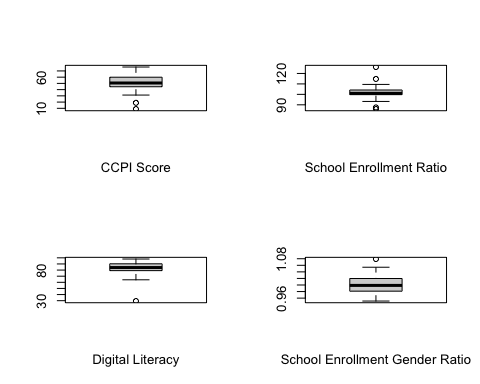 60
10
CCPI Score
120
90
School Enrollment Ratio
80
30
Digital Literacy
1.08
0.96
School Enrollment Gender Ratio